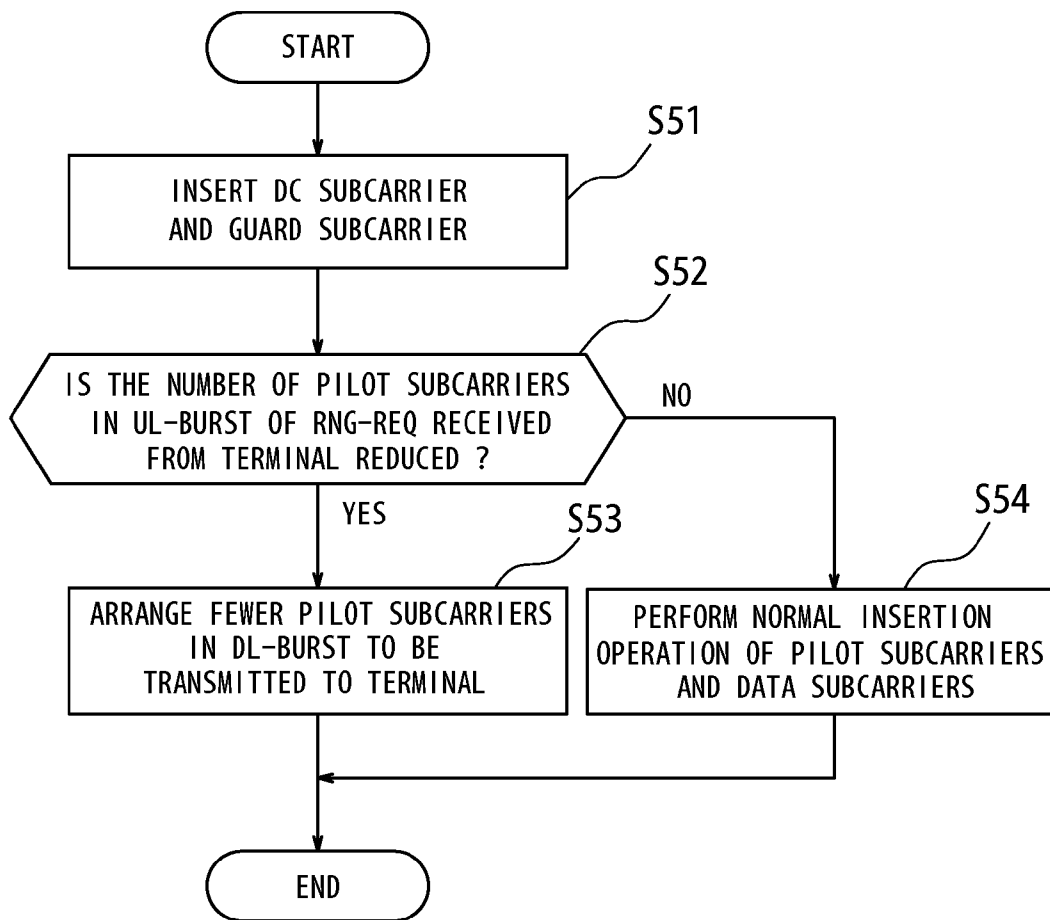 START
S51
INSERT DC SUBCARRIER
AND GUARD SUBCARRIER
S52
IS THE NUMBER OF PILOT SUBCARRIERS
IN UL-BURST OF RNG-REQ RECEIVED
FROM TERMINAL REDUCED ?
NO
YES
S53
ARRANGE FEWER PILOT SUBCARRIERS
IN DL-BURST TO BE
TRANSMITTED TO TERMINAL
S54
PERFORM NORMAL INSERTION
OPERATION OF PILOT SUBCARRIERS
AND DATA SUBCARRIERS
END